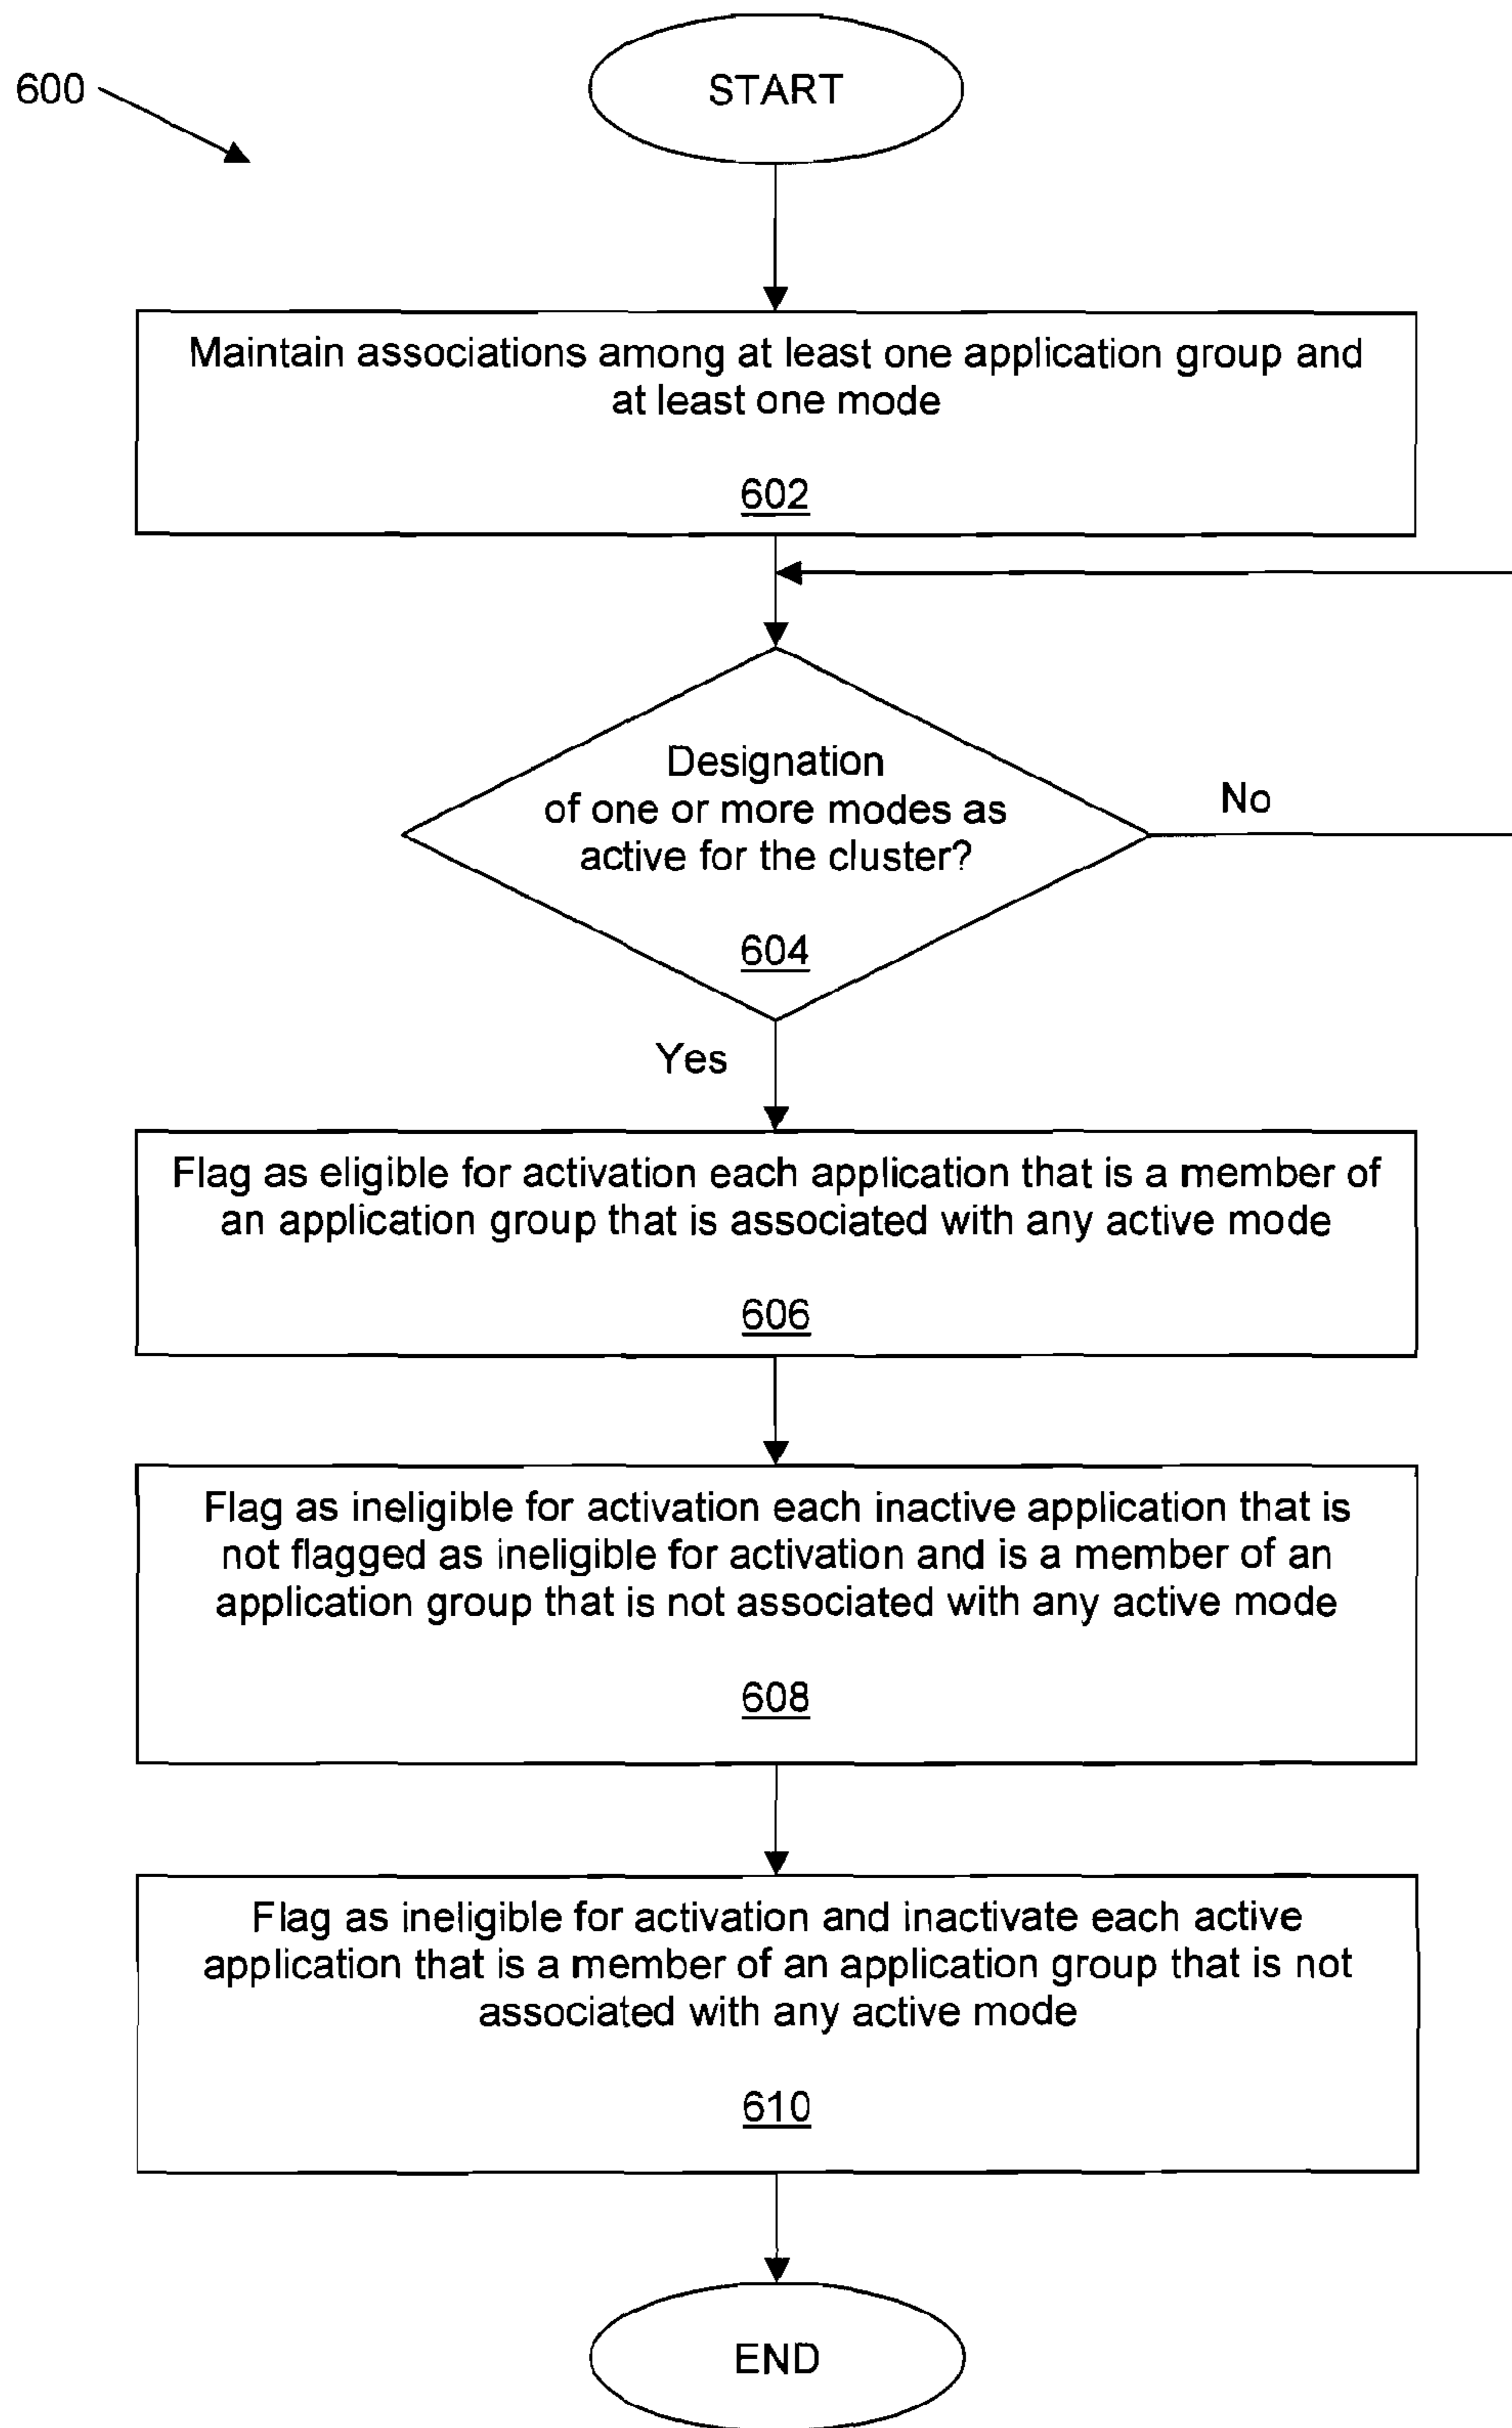 600
START
Maintain associations among at least one application group and
at least one mode
602
Designation
of one or more modes as
active for the cluster?
604
No
Yes
Flag as eligible for activation each application that is a member of
an application group that is associated with any active mode
606
Flag as ineligible for activation each inactive application that is
not flagged as ineligible for activation and is a member of an
application group that is not associated with any active mode
608
Flag as ineligible for activation and inactivate each active
application that is a member of an application group that is not
associated with any active mode
610
END